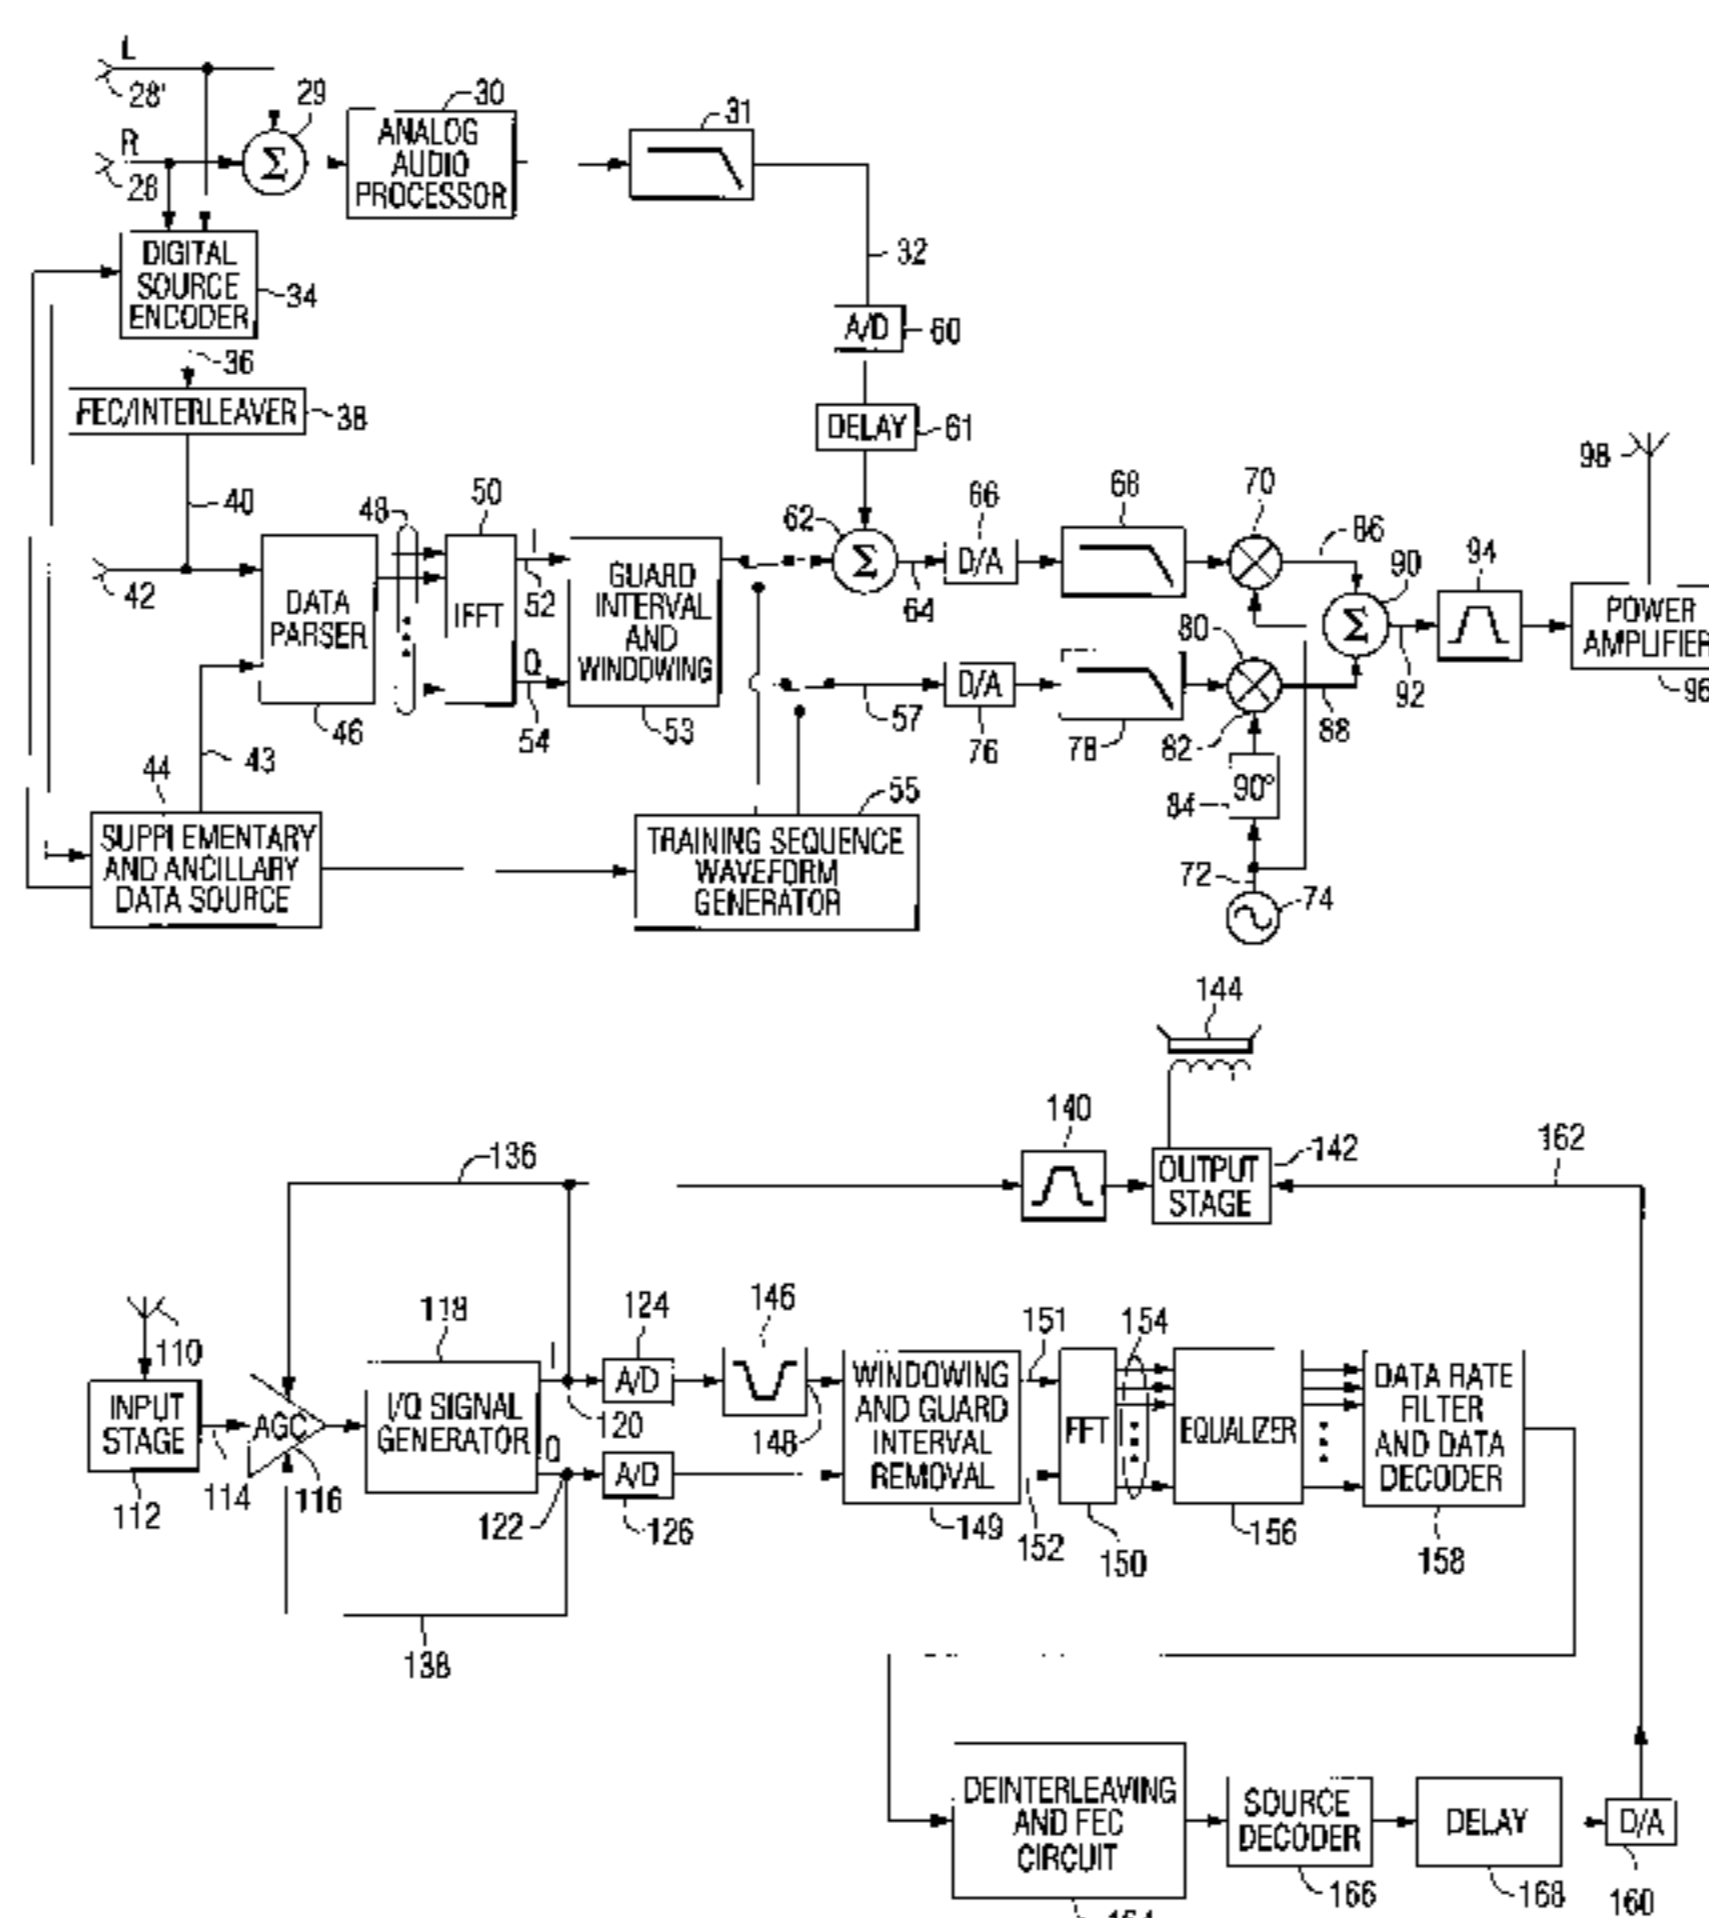 L
28'
29
30
31
R
28
Σ
ANALOG
AUDIO
PROCESSOR
DIGITAL
SOURCE
ENCODER
34
32
A/D
60
36
FEC/INTERLEAVER
38
DELAY
61
98
40
48
50
62
66
68
70
86
94
90
42
DATA
PARSER
IFFT
I
52
GUARD
INTERVAL
AND
WINDOWING
Σ
64
D/A
Σ
POWER
AMPLIFIER
80
Q
D/A
92
96
46
54
53
57
76
78
82
88
43
44
84
90°
55
SUPPLEMENTARY
AND ANCILLARY
DATA SOURCE
TRAINING SEQUENCE
WAVEFORM
GENERATOR
72
74
144
140
142
162
136
OUTPUT
STAGE
110
118
124
146
151
154
INPUT
STAGE
AGC
I/Q SIGNAL
GENERATOR
I
120
A/D
148
WINDOWING
AND GUARD
INTERVAL
REMOVAL
FFT
EQUALIZER
DATA RATE
FILTER
AND DATA
DECODER
Q
A/D
112
114
116
122
126
149
152
150
156
158
138
DEINTERLEAVING
AND FEC
CIRCUIT
SOURCE
DECODER
DELAY
D/A
166
168
160